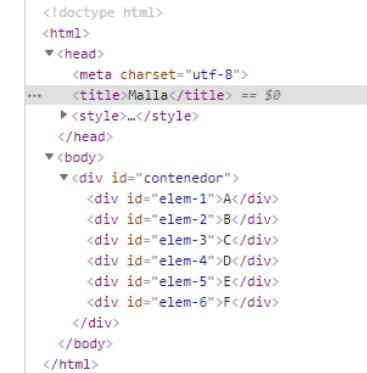 <!doctype html>
<html>
▼<head>
<meta charset="utf-8">
... <title>Malla</title> == $0
▶<style>…</style>
</head>
▼<body>
▼<div id="contenedor">
<div id="elem-1">A</div>
<div id="elem-2">B</div>
<div id="elem-3">C</div>
<div id="elem-4">D</div>
<div id="elem-5">E</div>
<div id="elem-6">F</div>
</div>
</body>
</html>